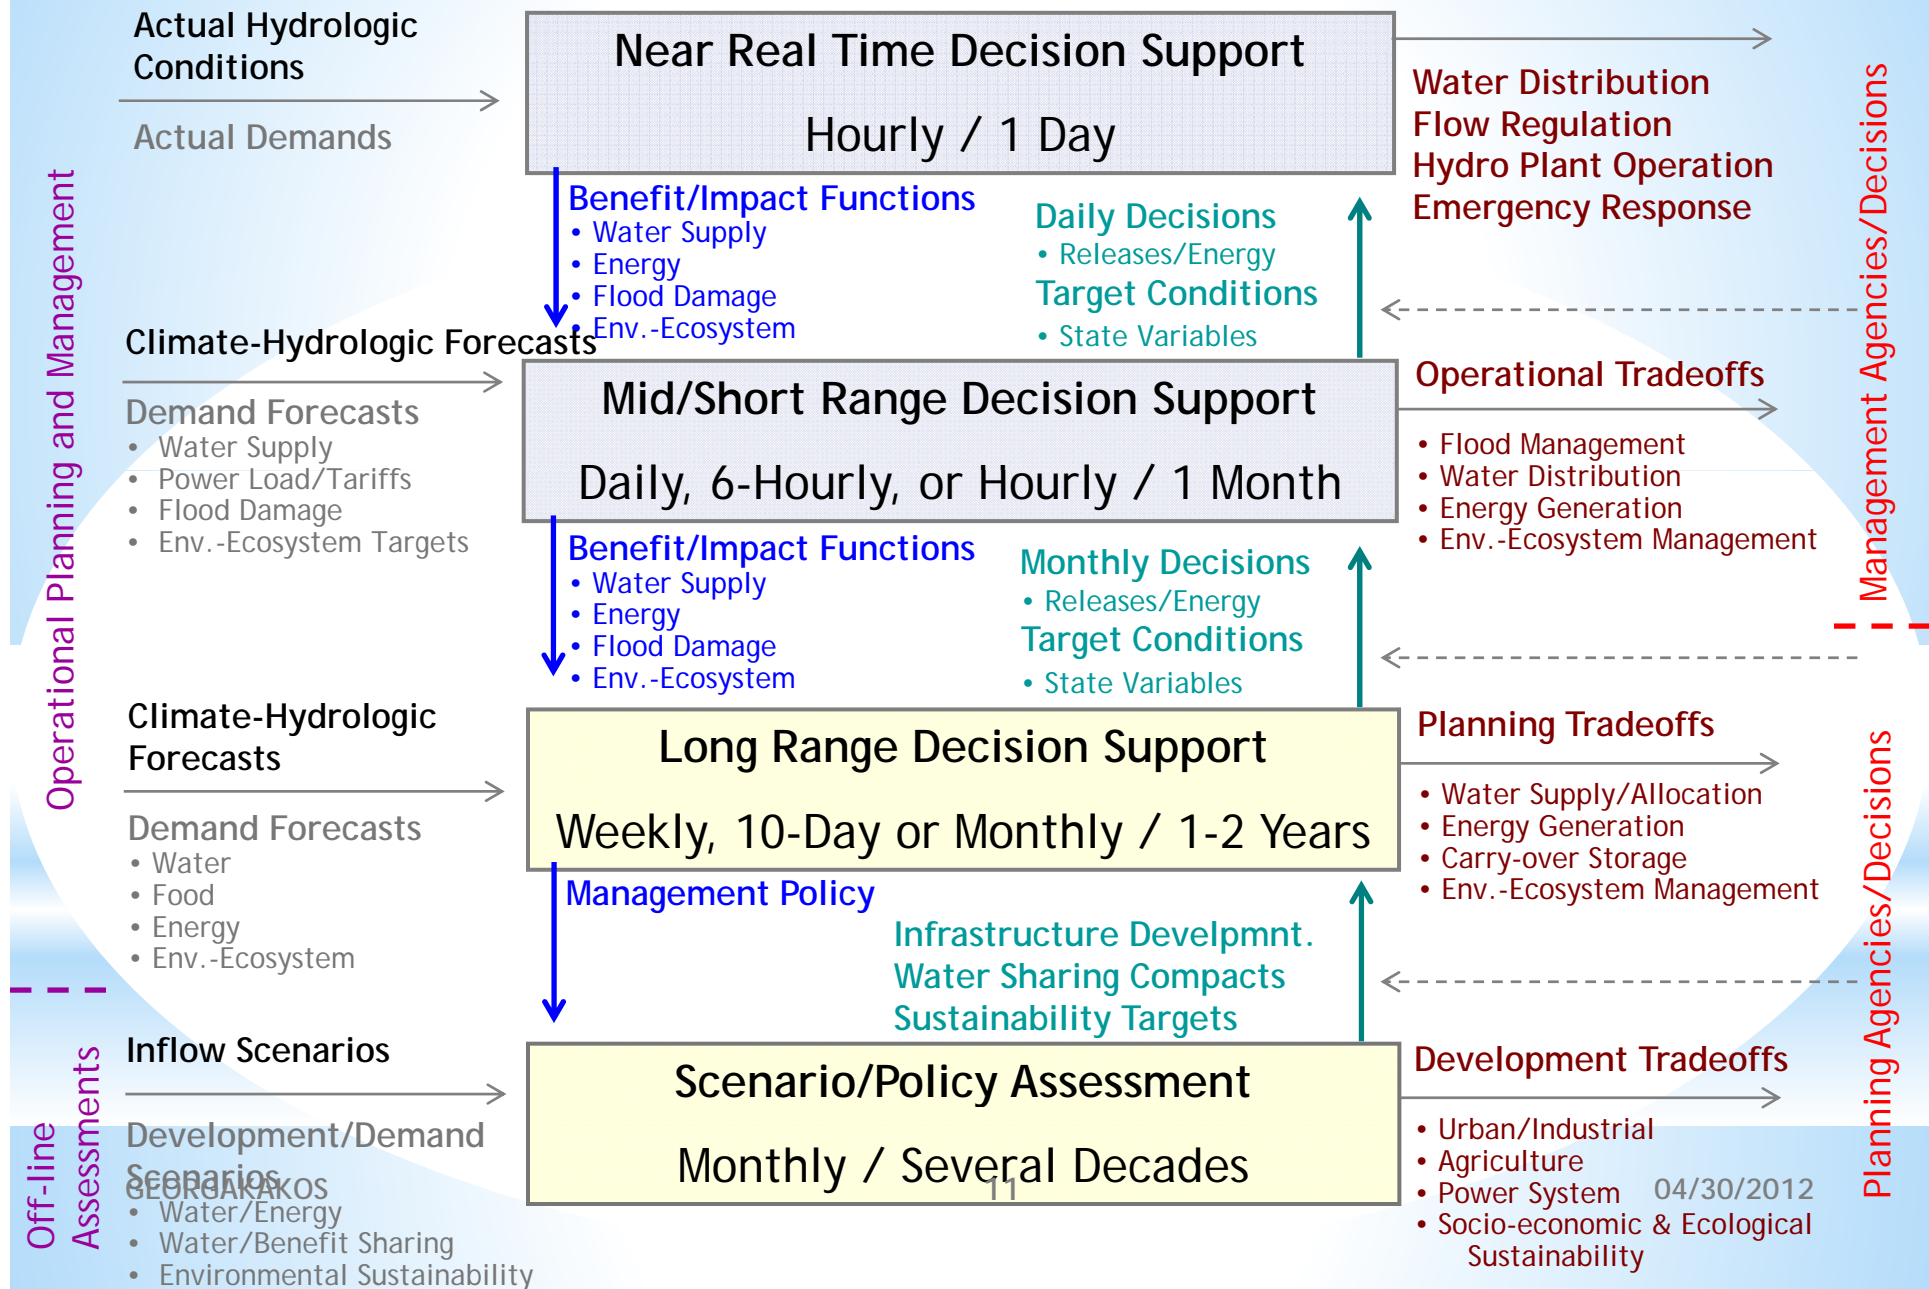 Actual Hydrologic
Conditions
Actual Demands
Near Real Time Decision Support
Hourly / 1 Day
Water Distribution
Flow Regulation
Hydro Plant Operation
Emergency Response
Benefit/Impact Functions
• Water Supply
• Energy
• Flood Damage
• Env.-Ecosystem
Daily Decisions
• Releases/Energy
Target Conditions
• State Variables
Climate-Hydrologic Forecasts
Demand Forecasts
• Water Supply
• Power Load/Tariffs
• Flood Damage
• Env.-Ecosystem Targets
Mid/Short Range Decision Support
Daily, 6-Hourly, or Hourly / 1 Month
Operational Tradeoffs
• Flood Management
• Water Distribution
• Energy Generation
• Env.-Ecosystem Management
Benefit/Impact Functions
• Water Supply
• Energy
• Flood Damage
• Env.-Ecosystem
Monthly Decisions
• Releases/Energy
Target Conditions
• State Variables
Climate-Hydrologic
Forecasts
Demand Forecasts
• Water
• Food
• Energy
• Env.-Ecosystem
Long Range Decision Support
Weekly, 10-Day or Monthly / 1-2 Years
Planning Tradeoffs
• Water Supply/Allocation
• Energy Generation
• Carry-over Storage
• Env.-Ecosystem Management
Management Policy
Infrastructure Develpmnt.
Water Sharing Compacts
Sustainability Targets
Inflow Scenarios
Development/Demand
Scenarios
GEORGAKAKOS
• Water/Energy
• Water/Benefit Sharing
• Environmental Sustainability
Scenario/Policy Assessment
Monthly / Several Decades
11
Development Tradeoffs
• Urban/Industrial
• Agriculture
• Power System
04/30/2012
• Socio-economic & Ecological
Sustainability
Operational Planning and Management
Off-line
Assessments
Management Agencies/Decisions
Planning Agencies/Decisions